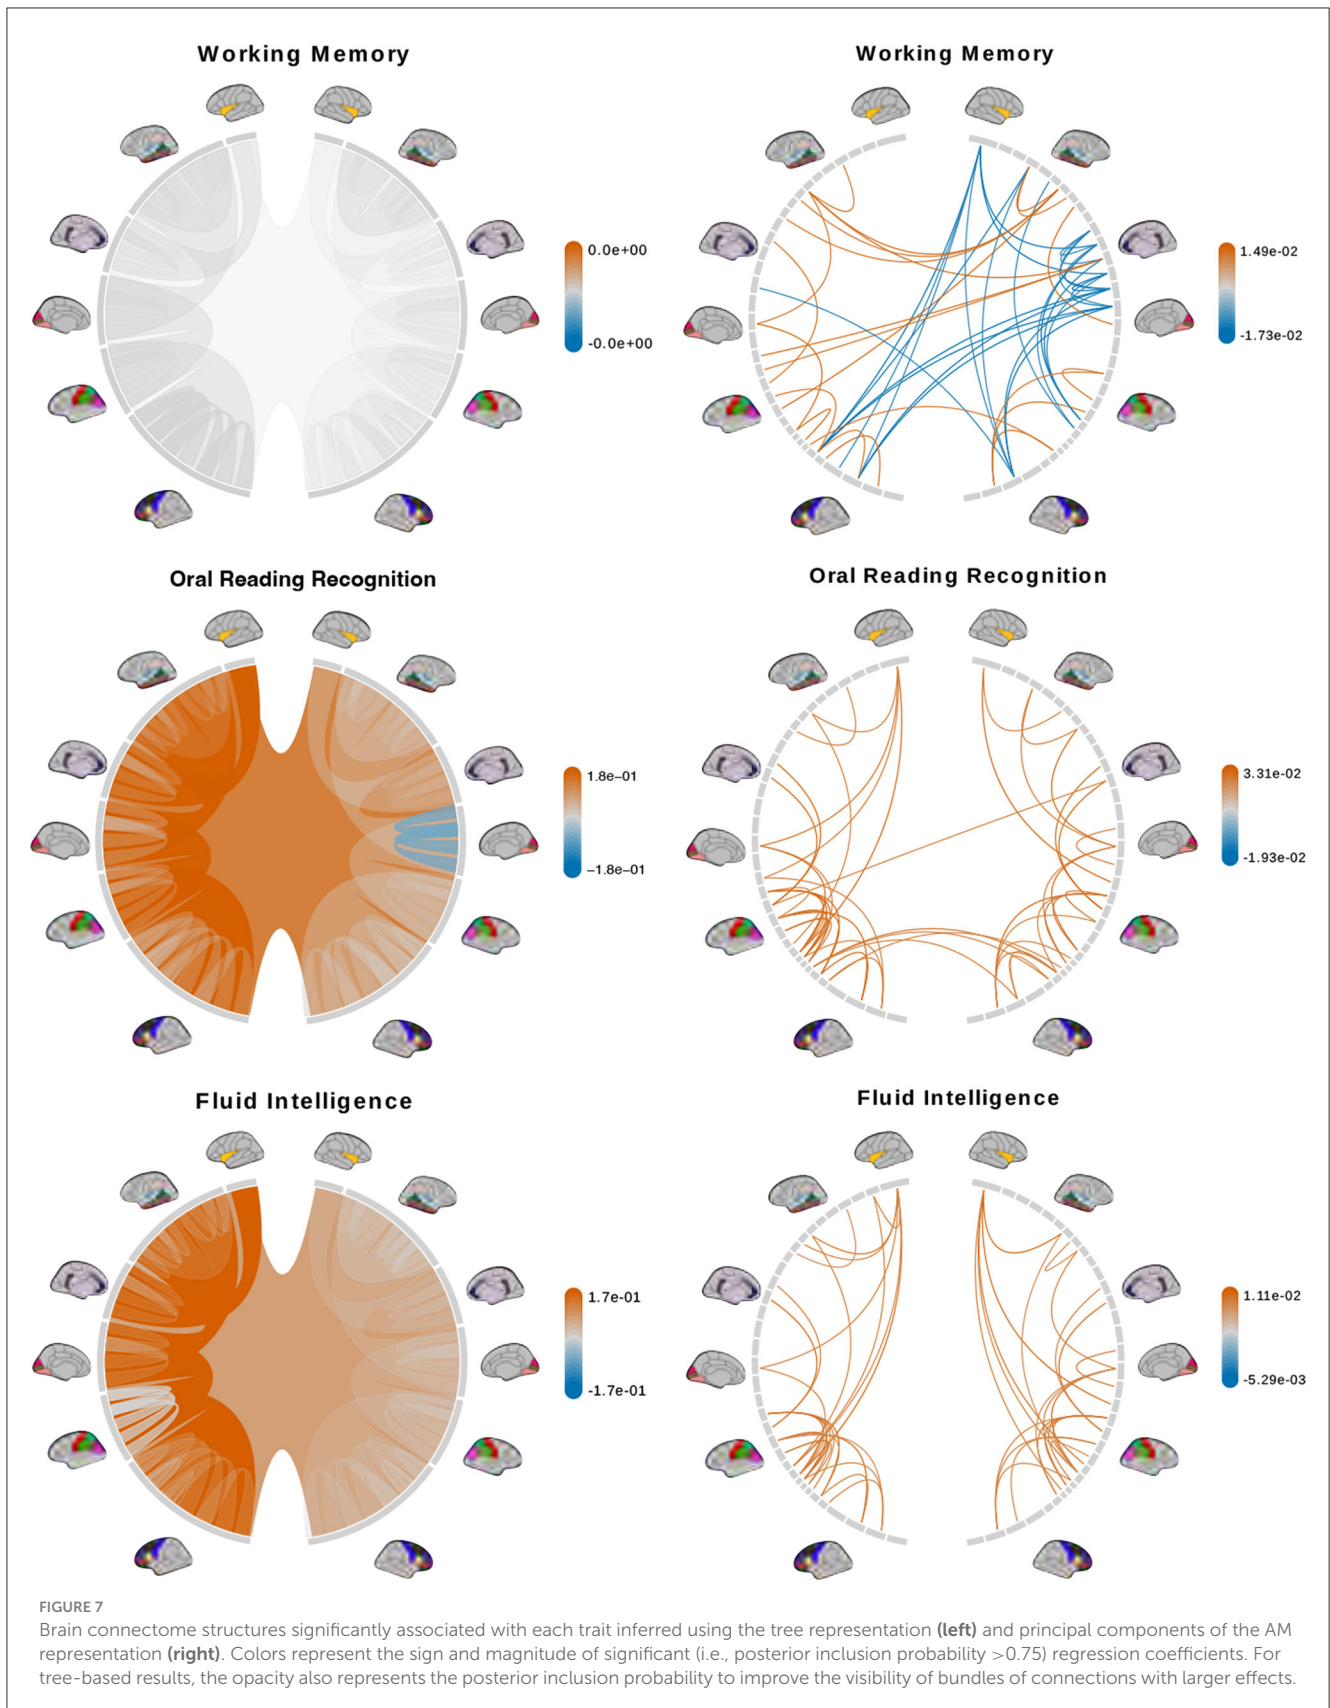 Working Memory
Working Memory
0.0e+00
-0.0e+00
1.49e-02
-1.73e-02
Oral Reading Recognition
Oral Reading Recognition
1.8e−01
−1.8e−01
3.31e-02
-1.93e-02
Fluid Intelligence
Fluid Intelligence
1.7e-01
-1.7e-01
1.11e-02
-5.29e-03
FIGURE 7
Brain connectome structures significantly associated with each trait inferred using the tree representation (left) and principal components of the AM
representation (right). Colors represent the sign and magnitude of significant (i.e., posterior inclusion probability >0.75) regression coefficients. For
tree-based results, the opacity also represents the posterior inclusion probability to improve the visibility of bundles of connections with larger effects.